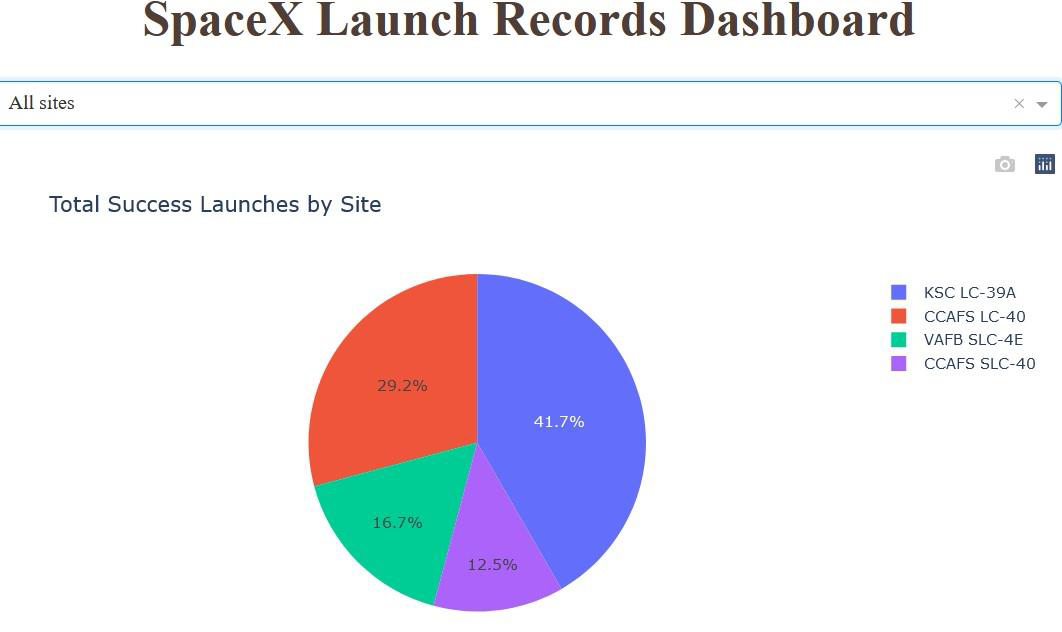 SpaceX Launch Records Dashboard
All sites
Total Success Launches by Site
KSC LC-39A
CCAFS LC-40
VAFB SLC-4E
CCAFS SLC-40
29.2%
41.7%
16.7%
12.5%